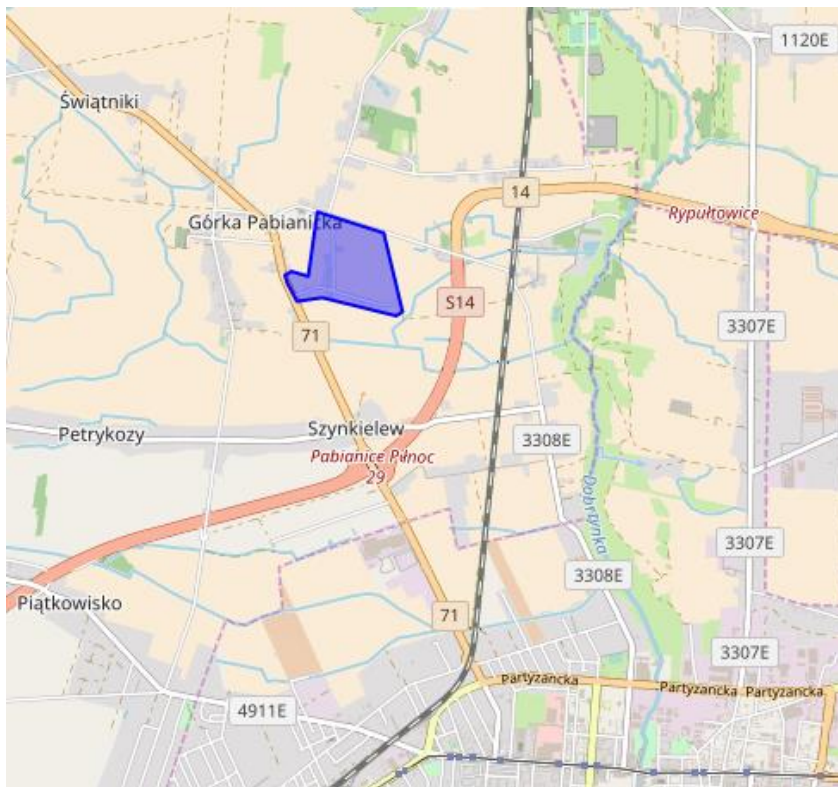 1120E
Świątniki
14
Górka Pabianicka
Rypułtowice
S14
3307E
71
Szynkielew
Petrykozy
3308E
Pabianice Północ
29
Dobrzynka
3307E
3308E
Piątkowisko
71
3307E
Partyzancka
Partyzancka Partyzancka
4911E